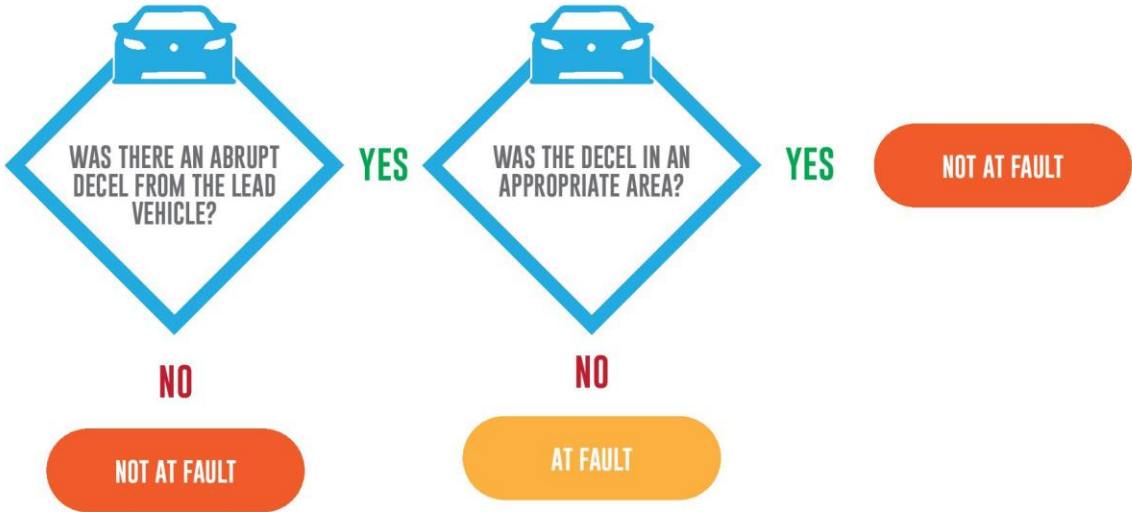 WAS THERE AN ABRUPT
DECEL FROM THE LEAD
VEHICLE?
YES
WAS THE DECEL IN AN
APPROPRIATE AREA?
YES
NOT AT FAULT
NO
NOT AT FAULT
NO
AT FAULT